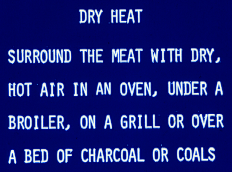 DRY HEAT
SURROUND THE MEAT WITH DRY,
HOT AIR IN AN OVEN, UNDER A
BROILER, ON A GRILL OR OVER
A BED OF CHARCOAL OR COALS